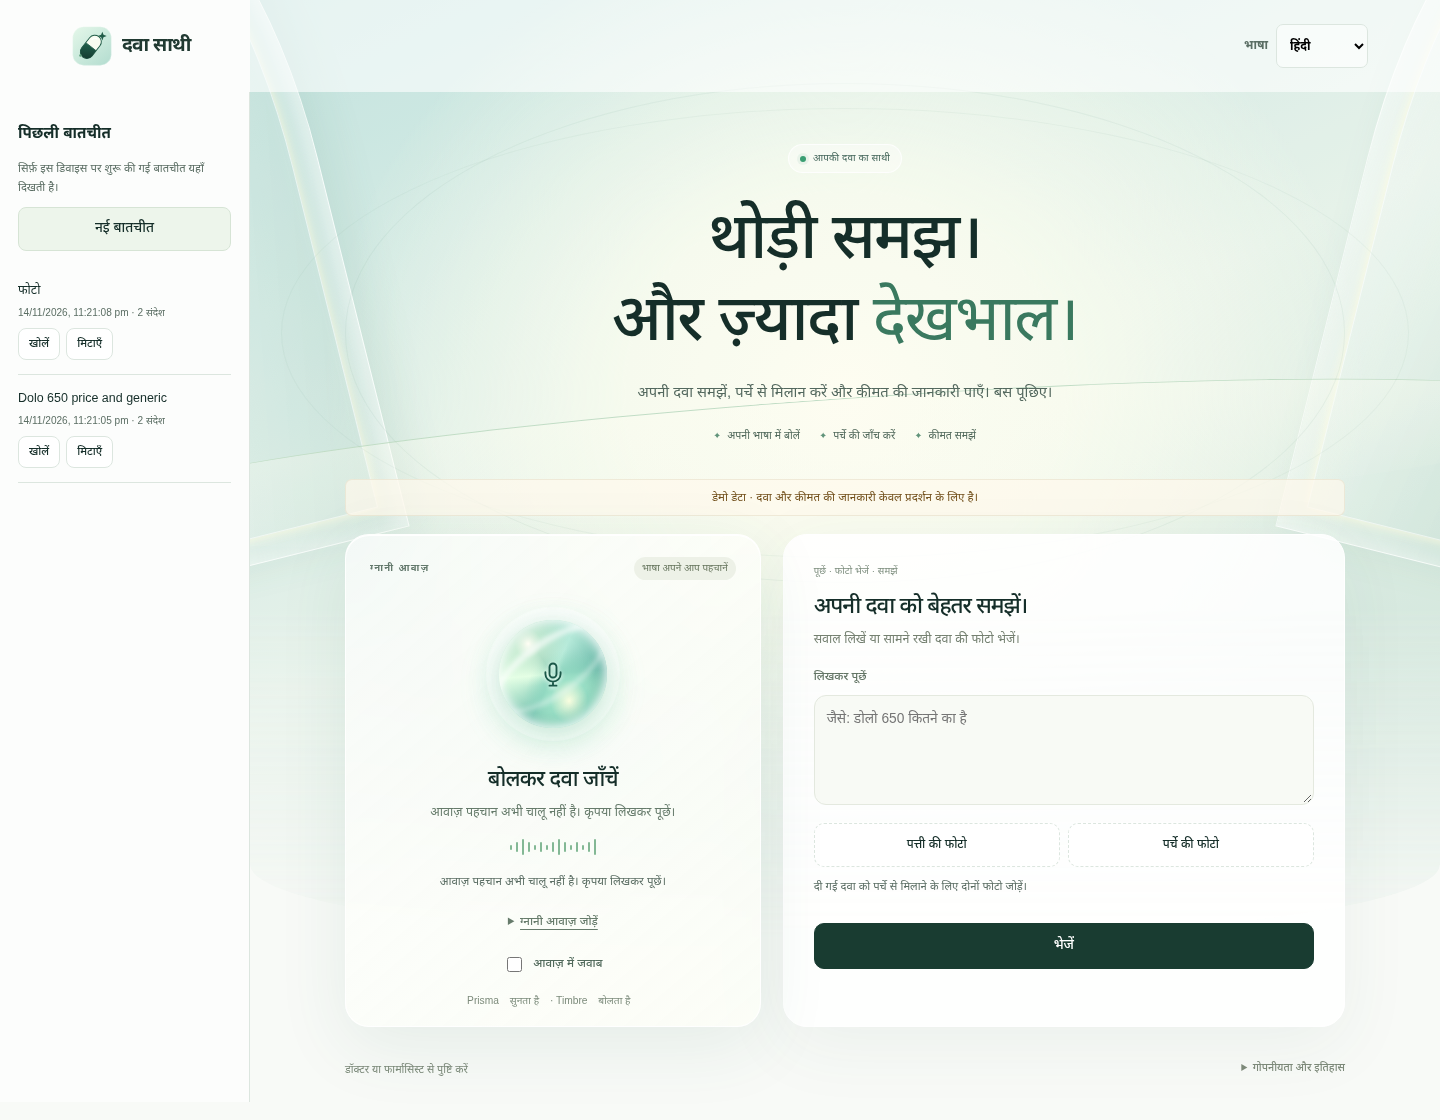 दवा साथी
भाषा
हिंदी
पिछली बातचीत
सिर्फ़ इस डिवाइस पर शुरू की गई बातचीत यहाँ
दिखती है।
नई बातचीत
फोटो
14/11/2026, 11:21:08 pm · 2 संदेश
खोलें
मिटाएँ
Dolo 650 price and generic
14/11/2026, 11:21:05 pm · 2 संदेश
खोलें
मिटाएँ
आपकी दवा का साथी
थोड़ी समझ।
और ज़्यादा देखभाल।
अपनी दवा समझें, पर्चे से मिलान करें और कीमत की जानकारी पाएँ। बस पूछिए।
✦ अपनी भाषा में बोलें ✦ पर्चे की जाँच करें ✦ कीमत समझें
डेमो डेटा · दवा और कीमत की जानकारी केवल प्रदर्शन के लिए है।
ग्नानी आवाज़
भाषा अपने आप पहचानें
बोलकर दवा जाँचें
आवाज़ पहचान अभी चालू नहीं है। कृपया लिखकर पूछें।
आवाज़ पहचान अभी चालू नहीं है। कृपया लिखकर पूछें।
ग्नानी आवाज़ जोड़ें
आवाज़ में जवाब
Prisma सुनता है · Timbre बोलता है
पूछें · फोटो भेजें · समझें
अपनी दवा को बेहतर समझें।
सवाल लिखें या सामने रखी दवा की फोटो भेजें।
लिखकर पूछें
जैसे: डोलो 650 कितने का है
पत्ती की फोटो
पर्चे की फोटो
दी गई दवा को पर्चे से मिलाने के लिए दोनों फोटो जोड़ें।
भेजें
डॉक्टर या फार्मासिस्ट से पुष्टि करें
गोपनीयता और इतिहास